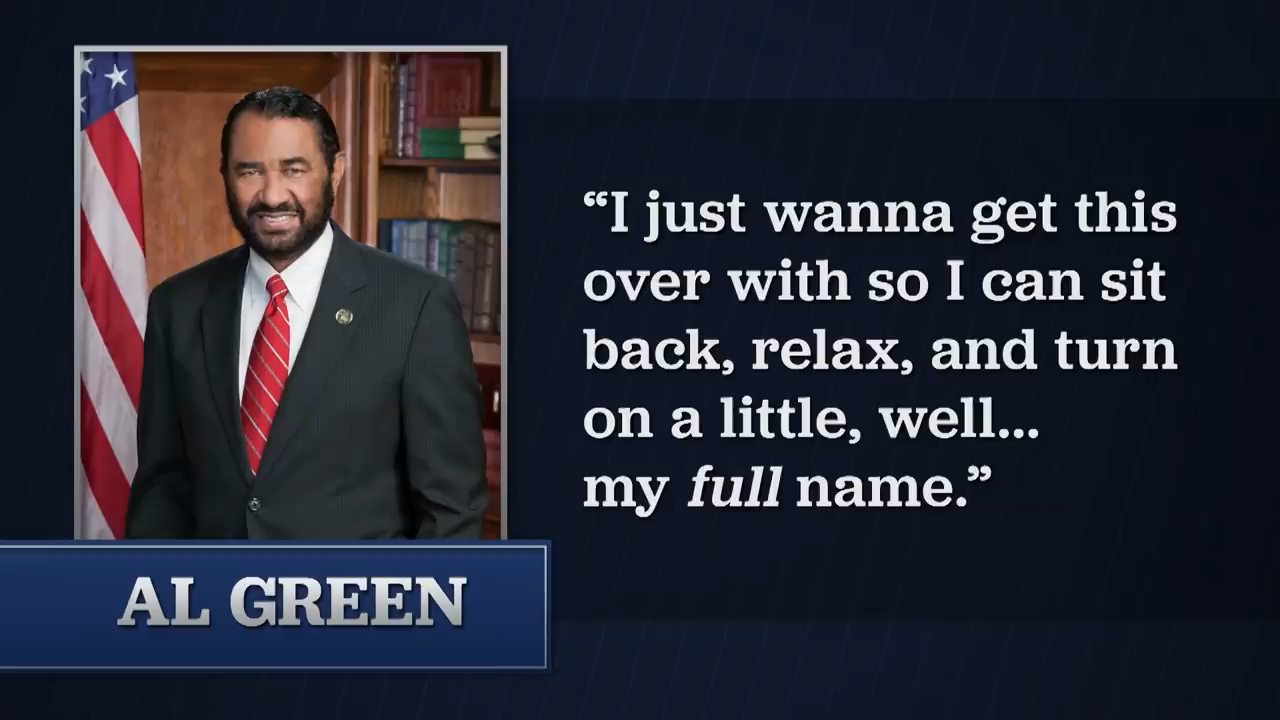 “I just wanna get this
over with so I can sit
back, relax, and turn
on a little, well...
my full name.”
AL GREEN